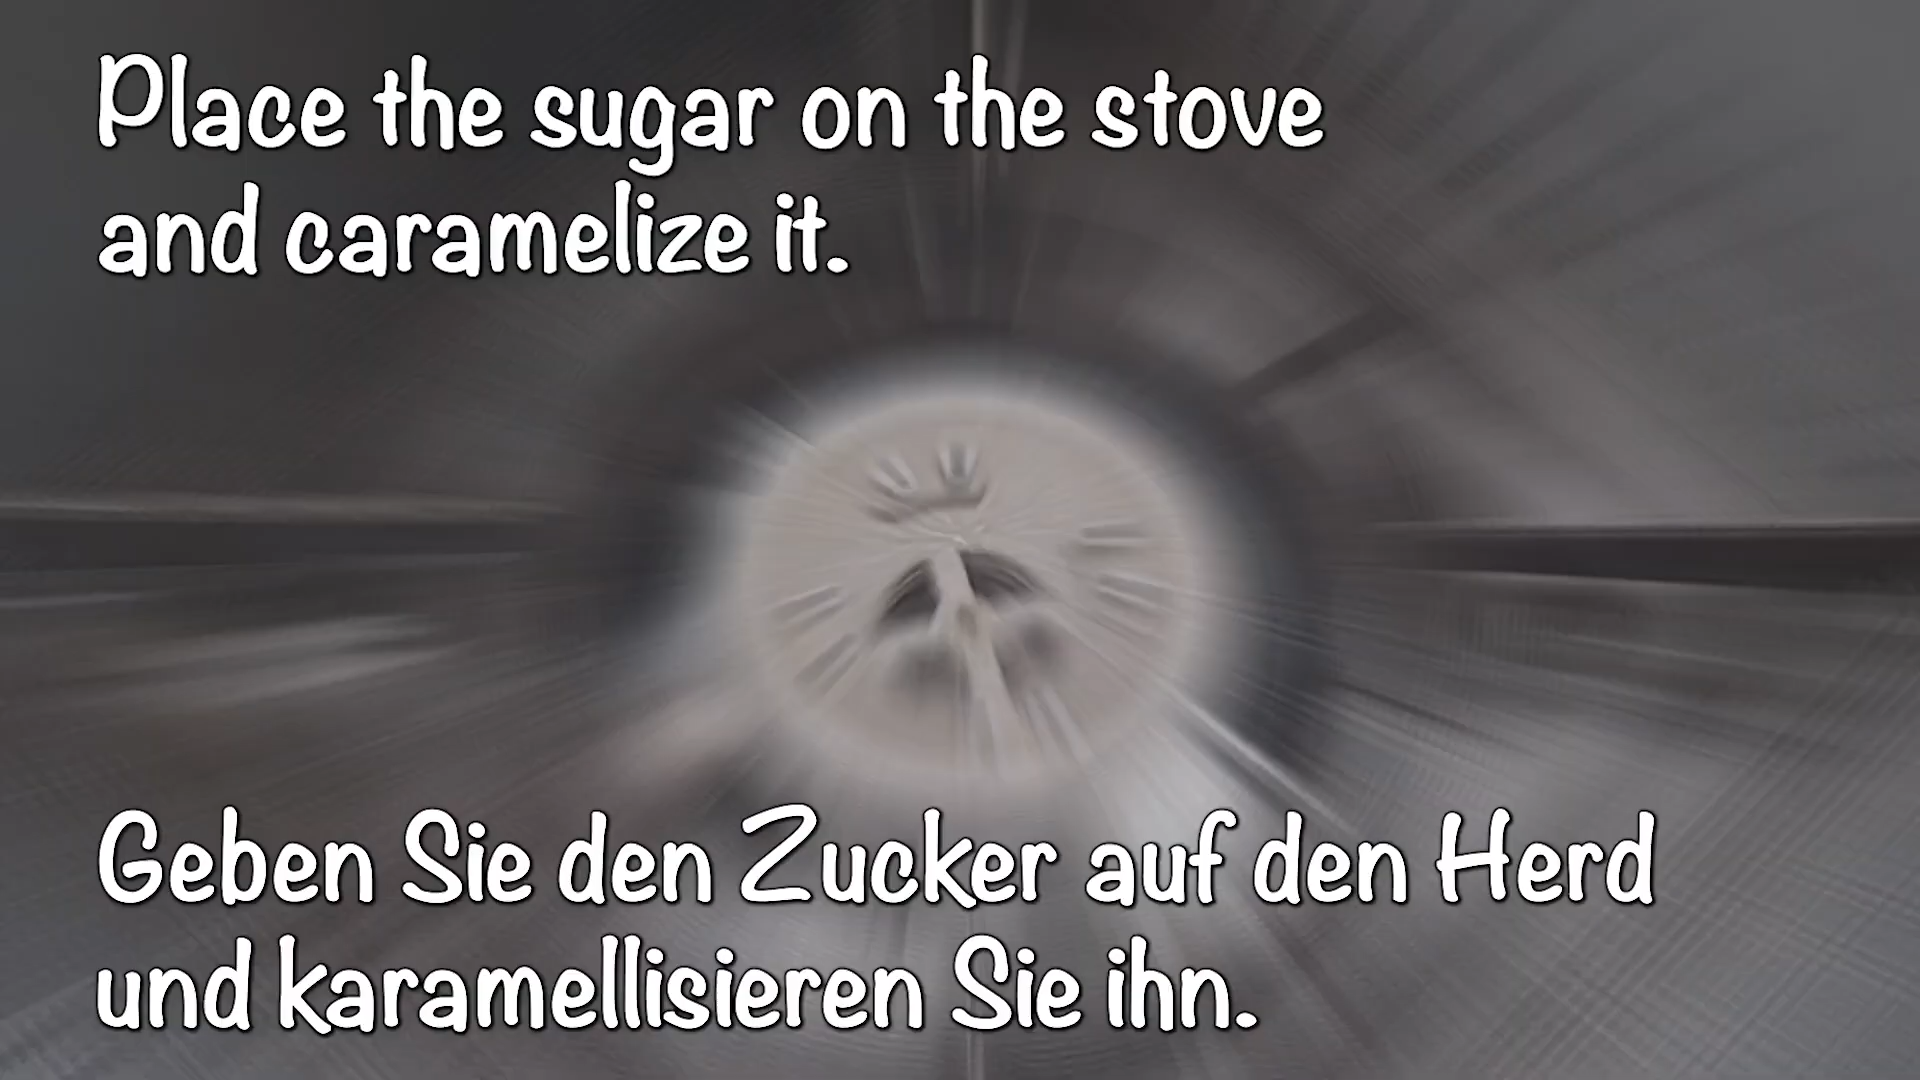 Place the sugar on the stove
and caramelize it.
Geben Sie den Zucker auf den Herd
und karamellisieren Sie ihn.